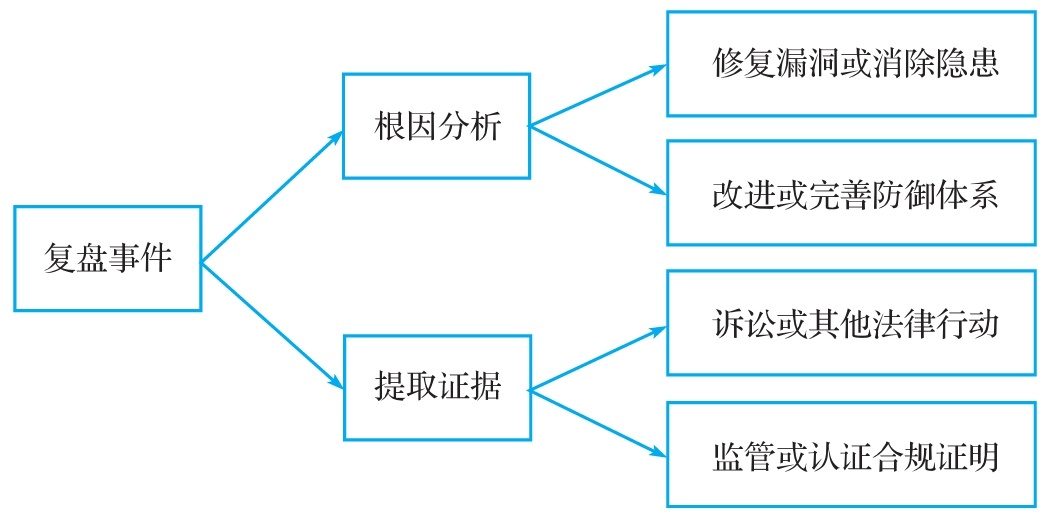 复盘事件
根因分析
修复漏洞或消除隐患
改进或完善防御体系
提取证据
诉讼或其他法律行动
监管或认证合规证明